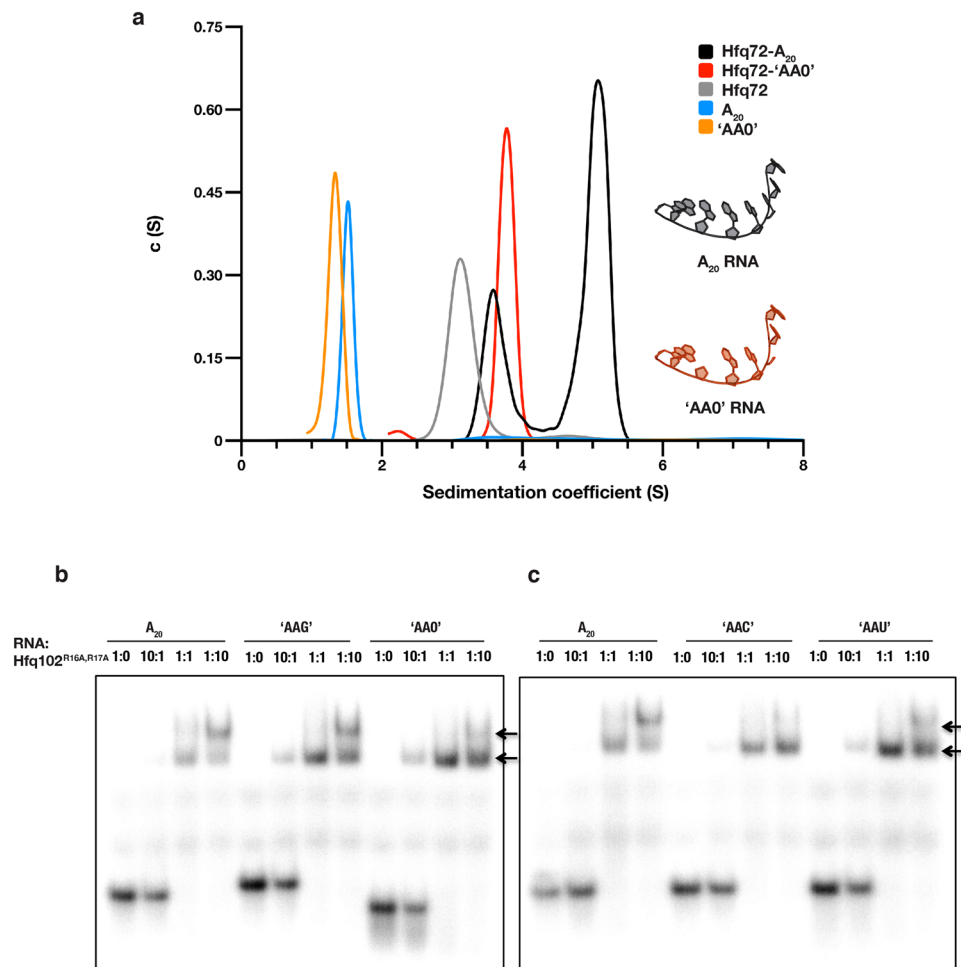 a
0.75
0.60
0.45
0.30
0.15
0
c (S)
0 2 4 6 8
Sedimentation coefficient (S)
Hfq72-A20
Hfq72-‘AA0’
Hfq72
A20
‘AA0’
A20 RNA
‘AA0’ RNA
b
A20 ‘AAG’ ‘AA0’
RNA:
Hfq102R16A,R17A 1:0 10:1 1:1 1:10 1:0 10:1 1:1 1:10 1:0 10:1 1:1 1:10
c
A20 ‘AAC’ ‘AAU’
1:0 10:1 1:1 1:10 1:0 10:1 1:1 1:10 1:0 10:1 1:1 1:10